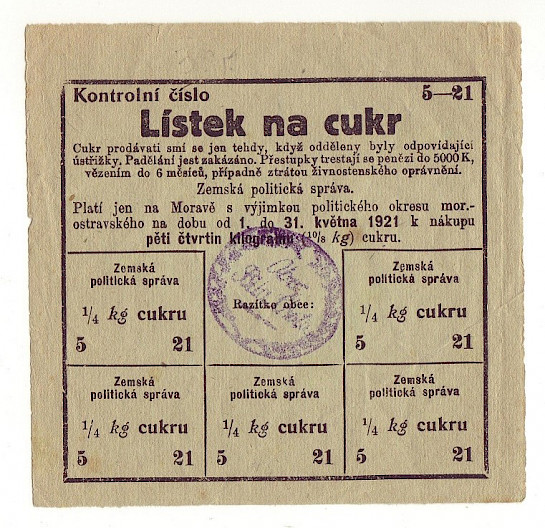 Kontrolní číslo 5—21
Lístek na cukr
Cukr prodávati smí se jen tehdy, když odděleny byly odpovídající
ústřižky. Padělání jest zakázáno. Přestupky trestají se penězi do 5000 K,
vězením do 6 měsíců, případně ztrátou živnostenského oprávnění.
Zemská politická správa.
Platí jen na Moravě s výjimkou politického okresu mor.-
ostravského na dobu od 1. do 31. května 1921 k nákupu
pěti čtvrtin kilogramu (10/8 kg) cukru.
Zemská
politická správa
1/4 kg cukru
5 21
Razítko obce:
Zemská
politická správa
1/4 kg cukru
5 21
Zemská
politická správa
1/4 kg cukru
5 21
Zemská
politická správa
1/4 kg cukru
5 21
Zemská
politická správa
1/4 kg cukru
5 21